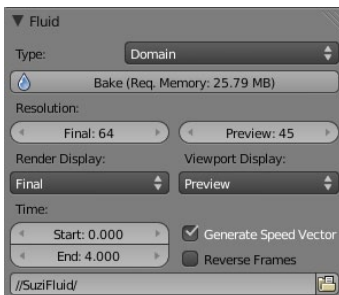 Fluid
Type: Domain
Bake (Req. Memory: 25.79 MB)
Resolution:
Final: 64 Preview: 45
Render Display: Viewport Display:
Final Preview
Time:
Start: 0.000 Generate Speed Vector
End: 4.000 Reverse Frames
//SuziFluid/